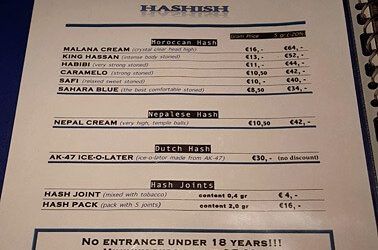 HASHISH
Gram Price 5 gr (-20%
Moroccan Hash
MALANA CREAM (crystal clear head high) €16,- €64,-
KING HASSAN (intense body stoned) €13,- €52,-
HABIBI (very strong stoned) €11,- €44,-
CARAMELO (strong stoned) €10,50 €42,-
SAFI (relaxed sweet stoned) €10,- €40,-
SAHARA BLUE (the best comfortable stoned) €8,50 €34,-
Nepalese Hash
NEPAL CREAM (very high, temple balls) €10,50 €42,-
Dutch Hash
AK-47 ICE-O-LATER (ice-o-later made from AK-47) €30,- (no discount)
Hash Joints
HASH JOINT (mixed with tobacco) content 0,4 gr € 4,-
HASH PACK (pack with 5 joints) content 2,0 gr €16,-
NO ENTRANCE UNDER 18 YEARS!!!